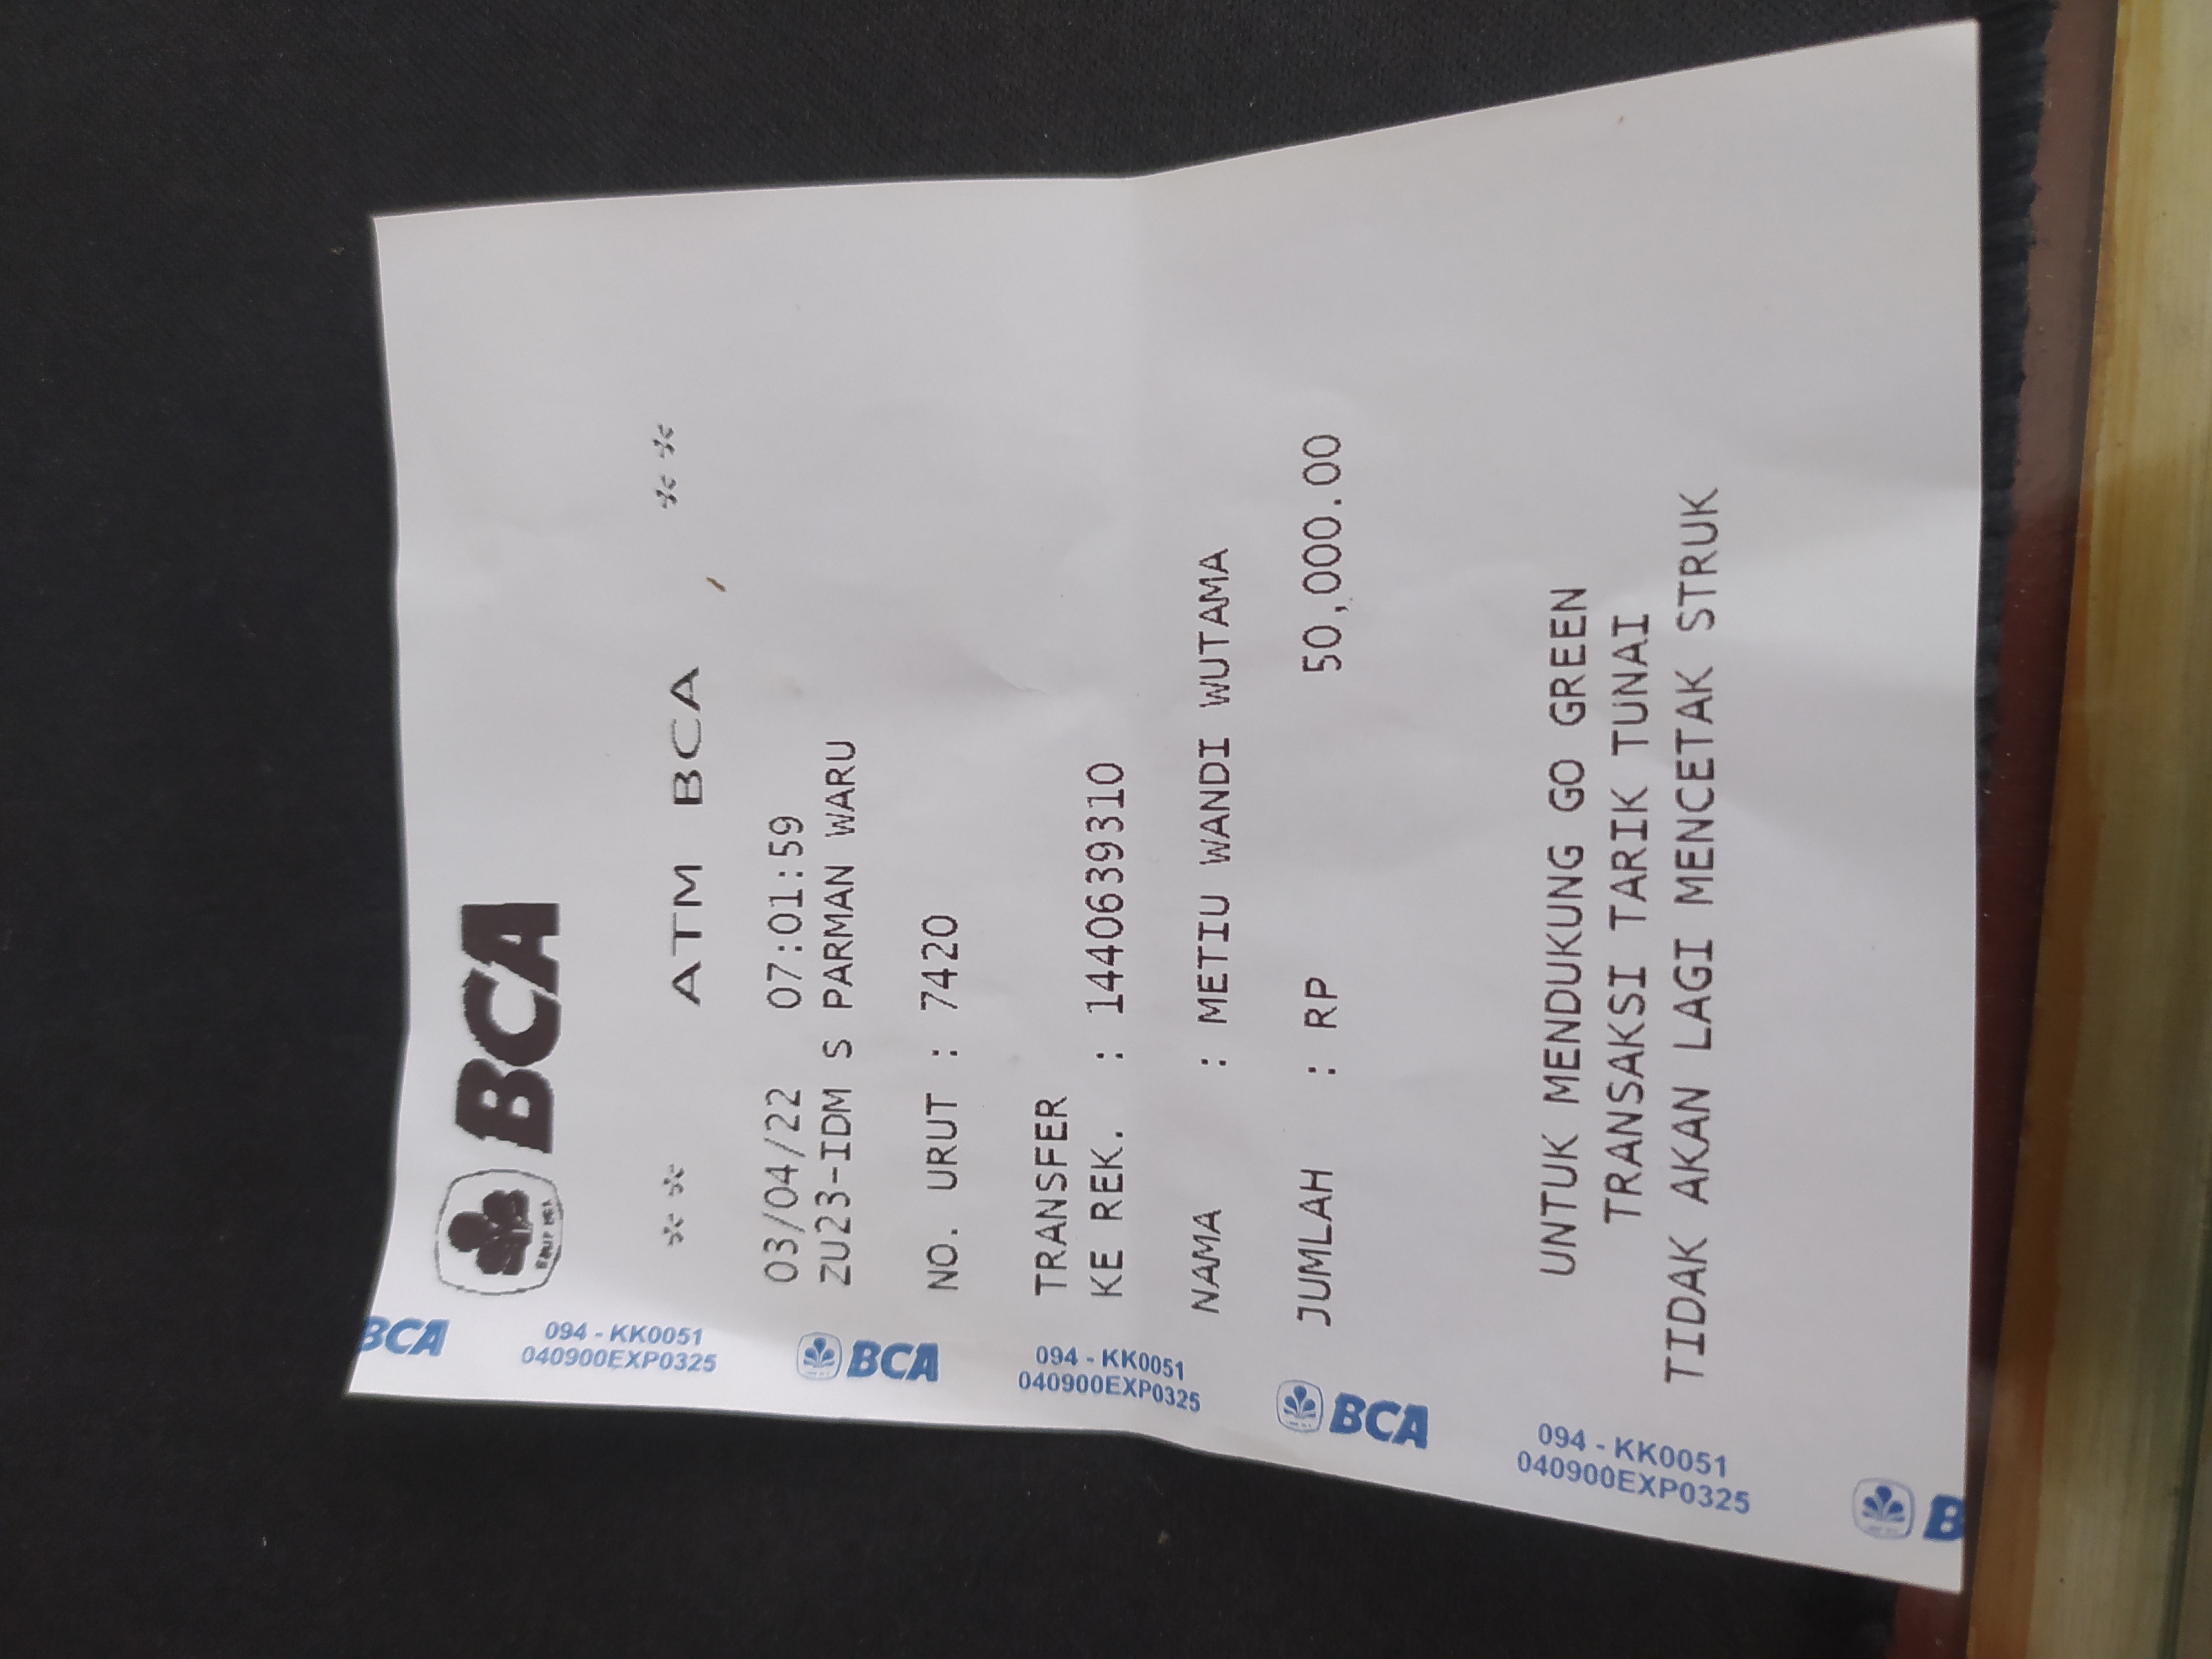 BCA
** ATM BCA **
03/04/22 07:01:59
ZU23-IDM S PARMAN WARU
NO. URUT : 7420
TRANSFER
KE REK. : 1440639310
NAMA : METIU WANDI WUTAMA
JUMLAH : RP 50,000.00
UNTUK MENDUKUNG GO GREEN
TRANSAKSI TARIK TUNAI
TIDAK AKAN LAGI MENCETAK STRUK
BCA
094 - KK0051
040900EXP0325
BCA
094 - KK0051
040900EXP0325
BCA
094 - KK0051
040900EXP0325
B